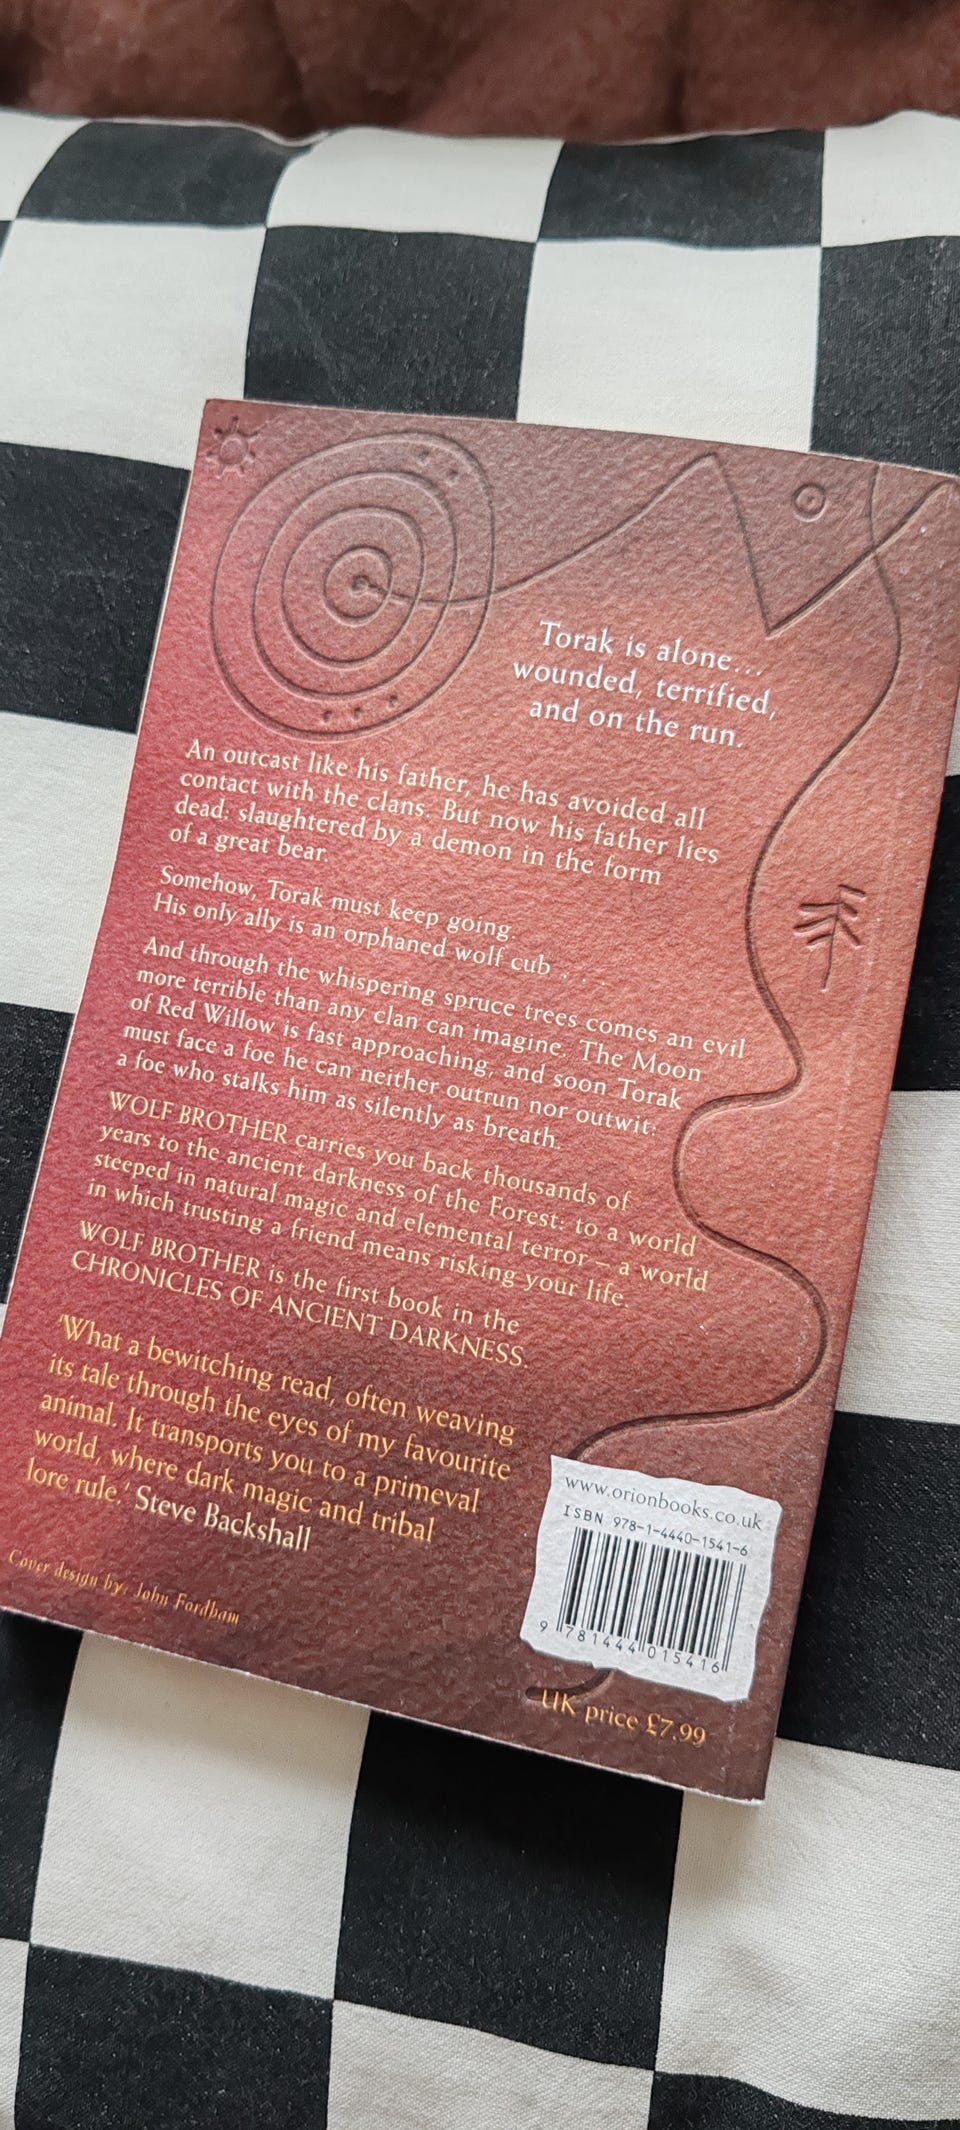 Torak is alone...
wounded, terrified,
and on the run.
An outcast like his father, he has avoided all
contact with the clans. But now his father lies
dead: slaughtered by a demon in the form
of a great bear.
Somehow, Torak must keep going.
His only ally is an orphaned wolf cub . . .
And through the whispering spruce trees comes an evil
more terrible than any clan can imagine. The Moon
of Red Willow is fast approaching, and soon Torak
must face a foe he can neither outrun nor outwit:
a foe who stalks him as silently as breath.
WOLF BROTHER carries you back thousands of
years to the ancient darkness of the Forest: to a world
steeped in natural magic and elemental terror – a world
in which trusting a friend means risking your life.
WOLF BROTHER is the first book in the
CHRONICLES OF ANCIENT DARKNESS.
'What a bewitching read, often weaving
its tale through the eyes of my favourite
animal. It transports you to a primeval
world, where dark magic and tribal
lore rule.' Steve Backshall
Cover design by: John Fordham
www.orionbooks.co.uk
ISBN 978-1-4440-1541-6
9 781444 015416
UK price £7.99